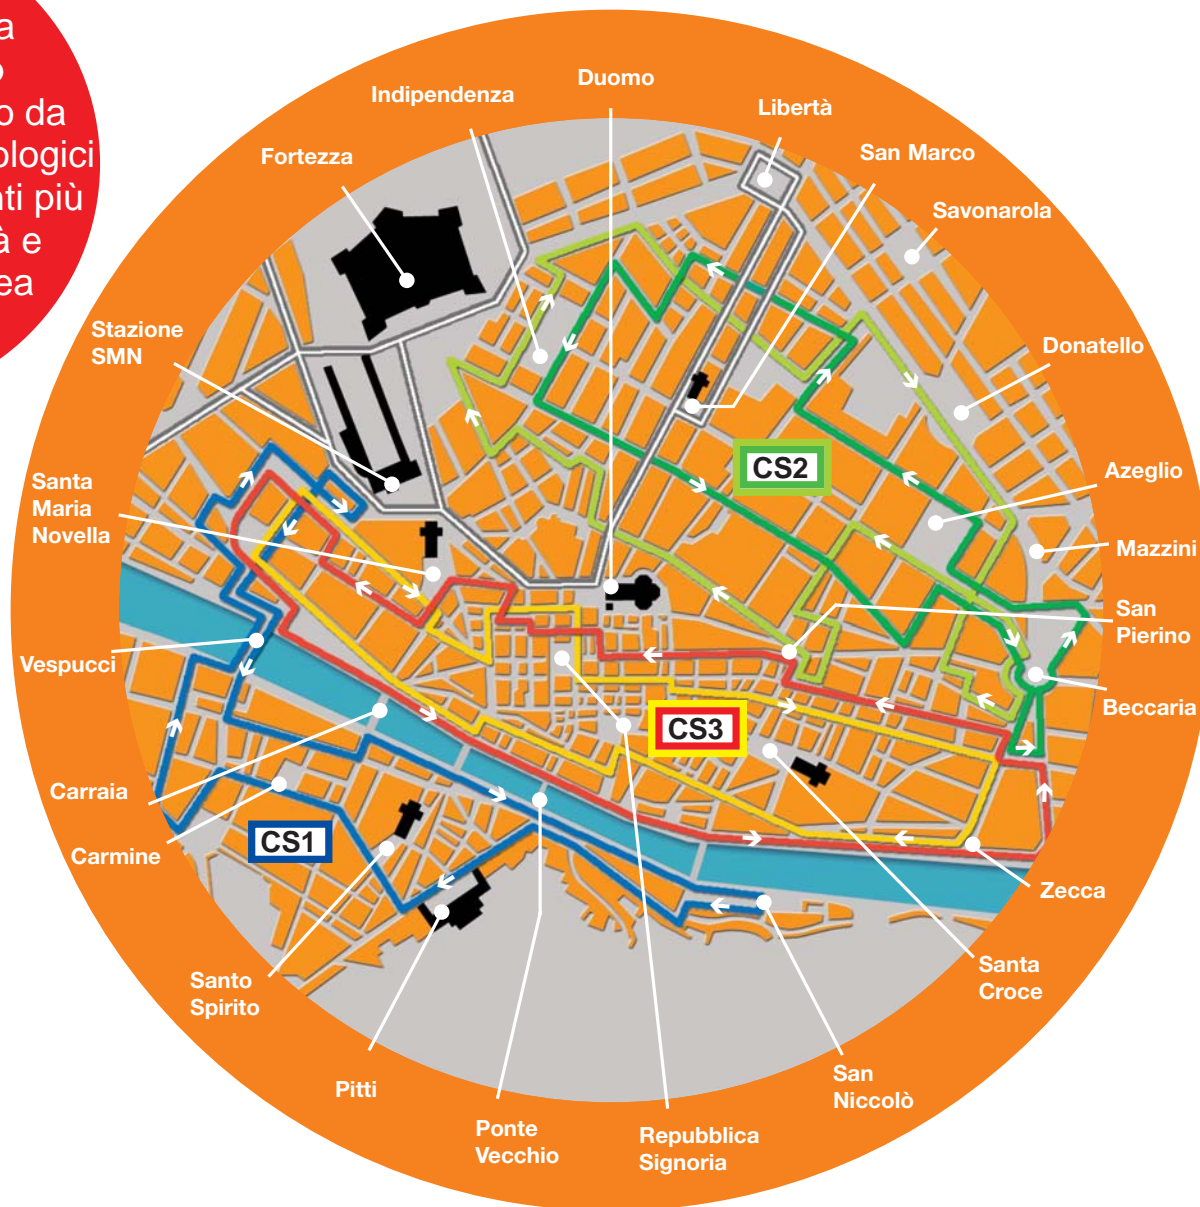 a
o da
ologici
nti più
à e
ea
Indipendenza
Duomo
Libertà
San Marco
Fortezza
Savonarola
Stazione
SMN
Donatello
CS2
Azeglio
Santa
Maria
Novella
Mazzini
San
Pierino
Vespucci
Beccaria
CS3
Carraia
CS1
Carmine
Zecca
Santo
Spirito
Santa
Croce
Pitti
San
Niccolò
Ponte
Vecchio
Repubblica
Signoria